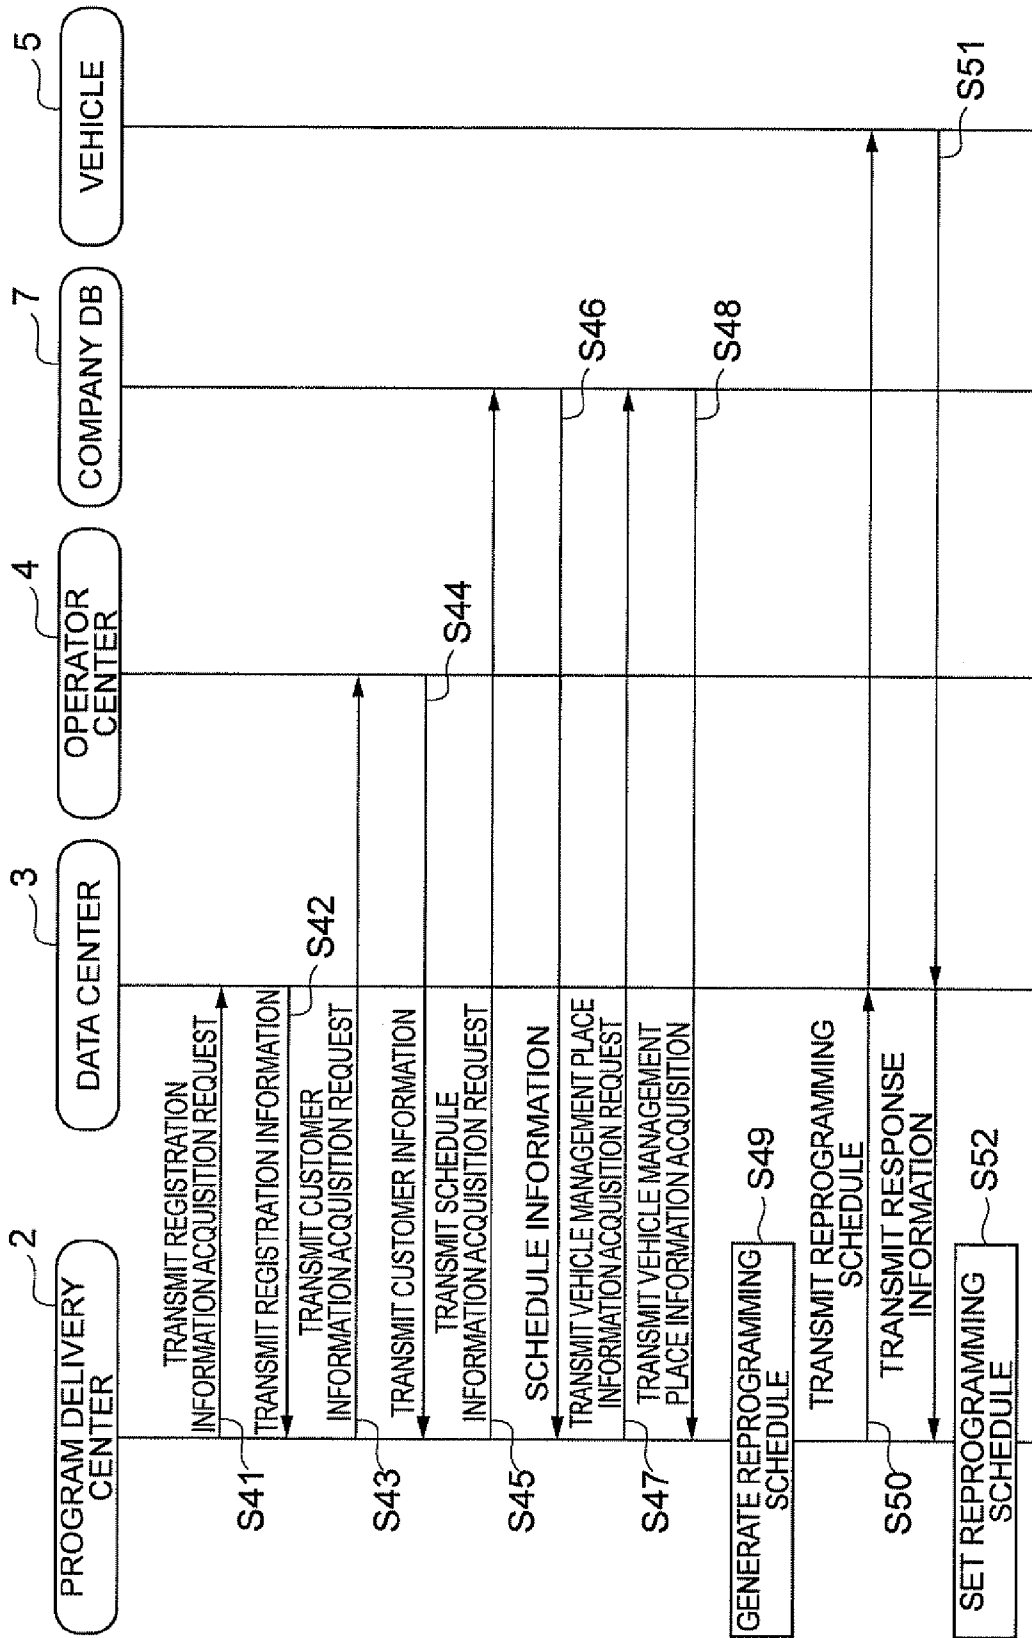 2
PROGRAM DELIVERY
CENTER
3
DATA CENTER
4
OPERATOR
CENTER
7
COMPANY DB
5
VEHICLE
TRANSMIT REGISTRATION
INFORMATION ACQUISITION REQUEST
S41
TRANSMIT REGISTRATION INFORMATION
S42
TRANSMIT CUSTOMER
INFORMATION ACQUISITION REQUEST
S43
TRANSMIT CUSTOMER INFORMATION
S44
TRANSMIT SCHEDULE
INFORMATION ACQUISITION REQUEST
S45
SCHEDULE INFORMATION
S46
TRANSMIT VEHICLE MANAGEMENT PLACE
INFORMATION ACQUISITION REQUEST
S47
TRANSMIT VEHICLE MANAGEMENT
PLACE INFORMATION ACQUISITION
S48
GENERATE REPROGRAMMING
SCHEDULE
S49
TRANSMIT REPROGRAMMING
SCHEDULE
S50
TRANSMIT RESPONSE
INFORMATION
S51
SET REPROGRAMMING
SCHEDULE
S52